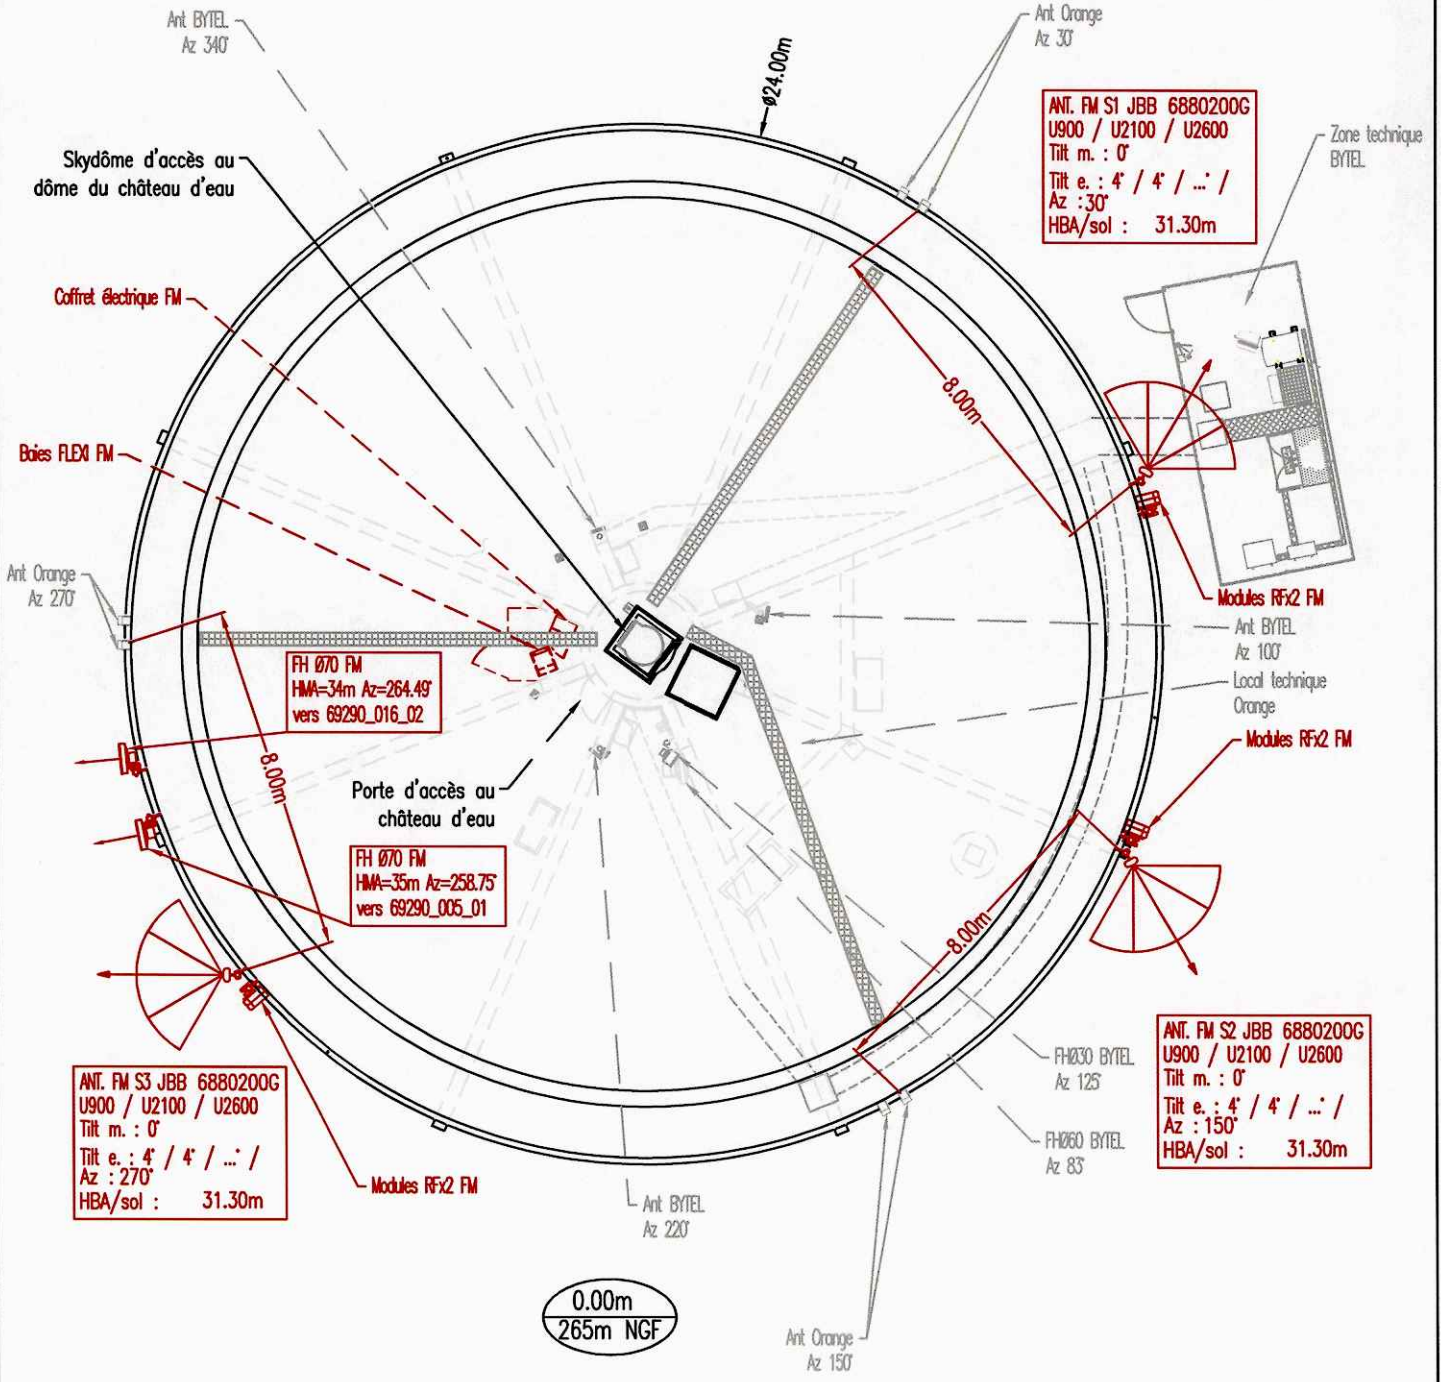 Ant BYTEL
Az 340°
Ant Orange
Az 30°
ø24.00m
ANT. FM S1 JBB 6880200G
U900 / U2100 / U2600
Tilt m. : 0°
Tilt e. : 4° / 4° / ...° /
Az :30°
HBA/sol : 31.30m
Zone technique
BYTEL
Skydôme d'accès au
dôme du château d'eau
Coffret électrique FM
8.00m
Baies FLEXI FM
Ant Orange
Az 270°
Modules RFx2 FM
Ant BYTEL
Az 100°
FH Ø70 FM
HMA=34m Az=264.49°
vers 69290_016_02
Local technique
Orange
Modules RFx2 FM
8.00m
Porte d'accès au
château d'eau
FH Ø70 FM
HMA=35m Az=258.75°
vers 69290_005_01
8.00m
ANT. FM S2 JBB 6880200G
U900 / U2100 / U2600
Tilt m. : 0°
Tilt e. : 4° / 4° / ...° /
Az : 150°
HBA/sol : 31.30m
FHØ30 BYTEL
Az 125°
ANT. FM S3 JBB 6880200G
U900 / U2100 / U2600
Tilt m. : 0°
Tilt e. : 4° / 4° / ...° /
Az : 270°
HBA/sol : 31.30m
FHØ60 BYTEL
Az 83°
Modules RFx2 FM
Ant BYTEL
Az 220°
0.00m
265m NGF
Ant Orange
Az 150°